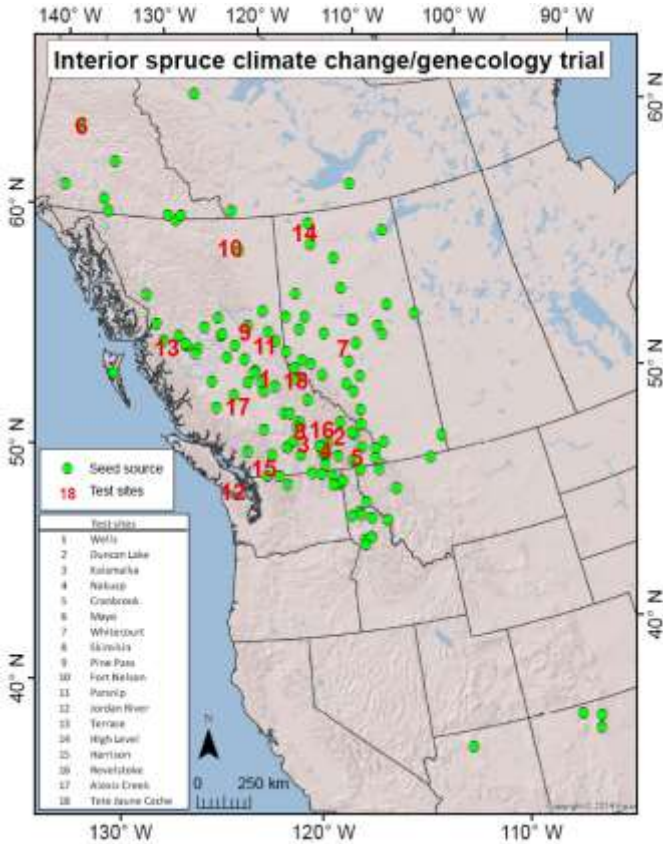 140° W 130° W 120° W 110° W 100° W 90° W
Interior spruce climate change/genecology trial
60° N
60° N
50° N
50° N
40° N
40° N
6
14
10
9
11
7
13
1
18
17
8
16
2
3
4
5
15
12
Seed source
18 Test sites
Test sites
1 Wells
2 Duncan Lake
3 Kalamalka
4 Nakusp
5 Cranbrook
6 Mayo
7 Whitecourt
8 Skimikin
9 Pine Pass
10 Fort Nelson
11 Parsnip
12 Jordan River
13 Terrace
14 High Level
15 Harrison
16 Revelstoke
17 Alexis Creek
18 Tete Jaune Cache
N
0 250 km
130° W 120° W 110° W